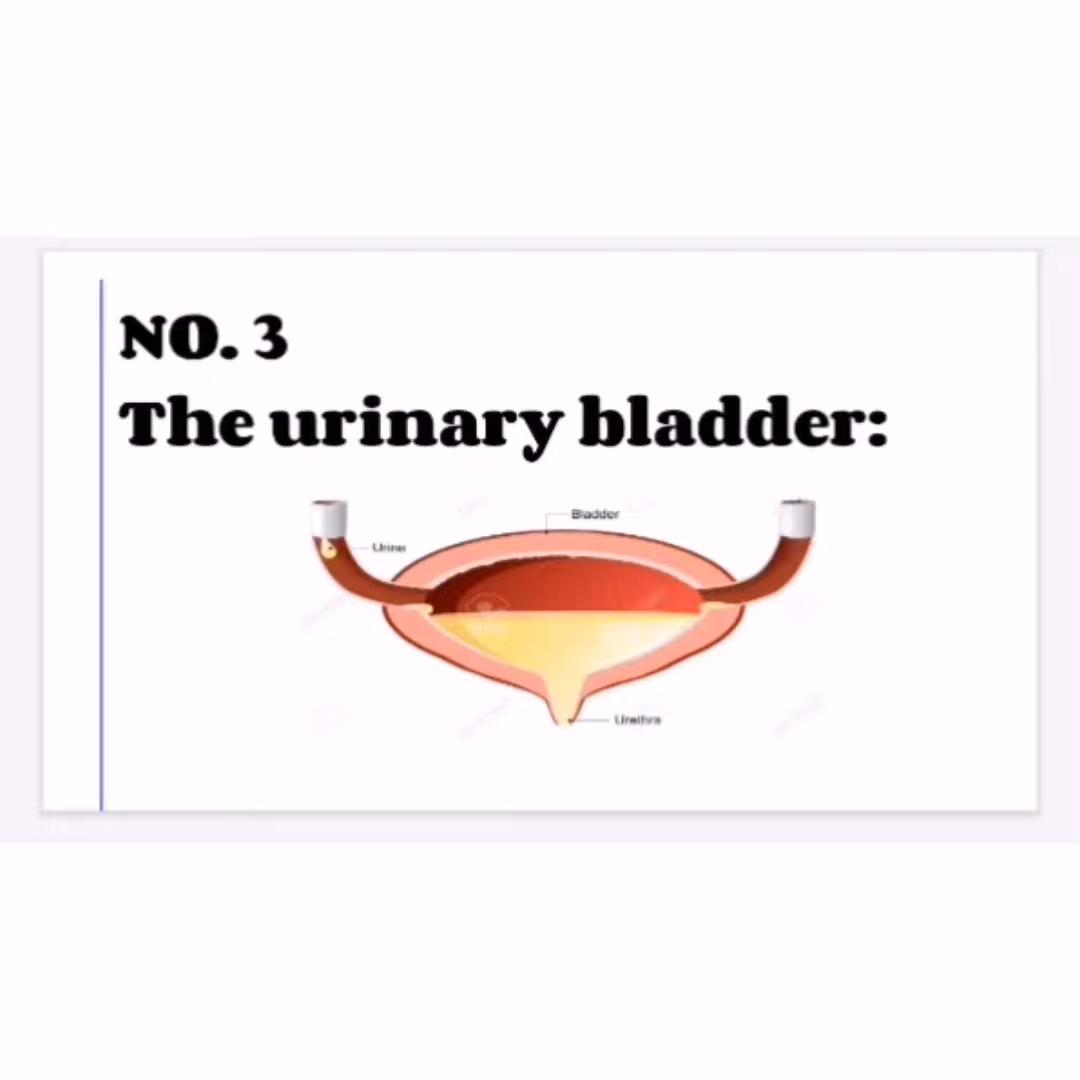 NO. 3
The urinary bladder:
Bladder
Urine
Urethra